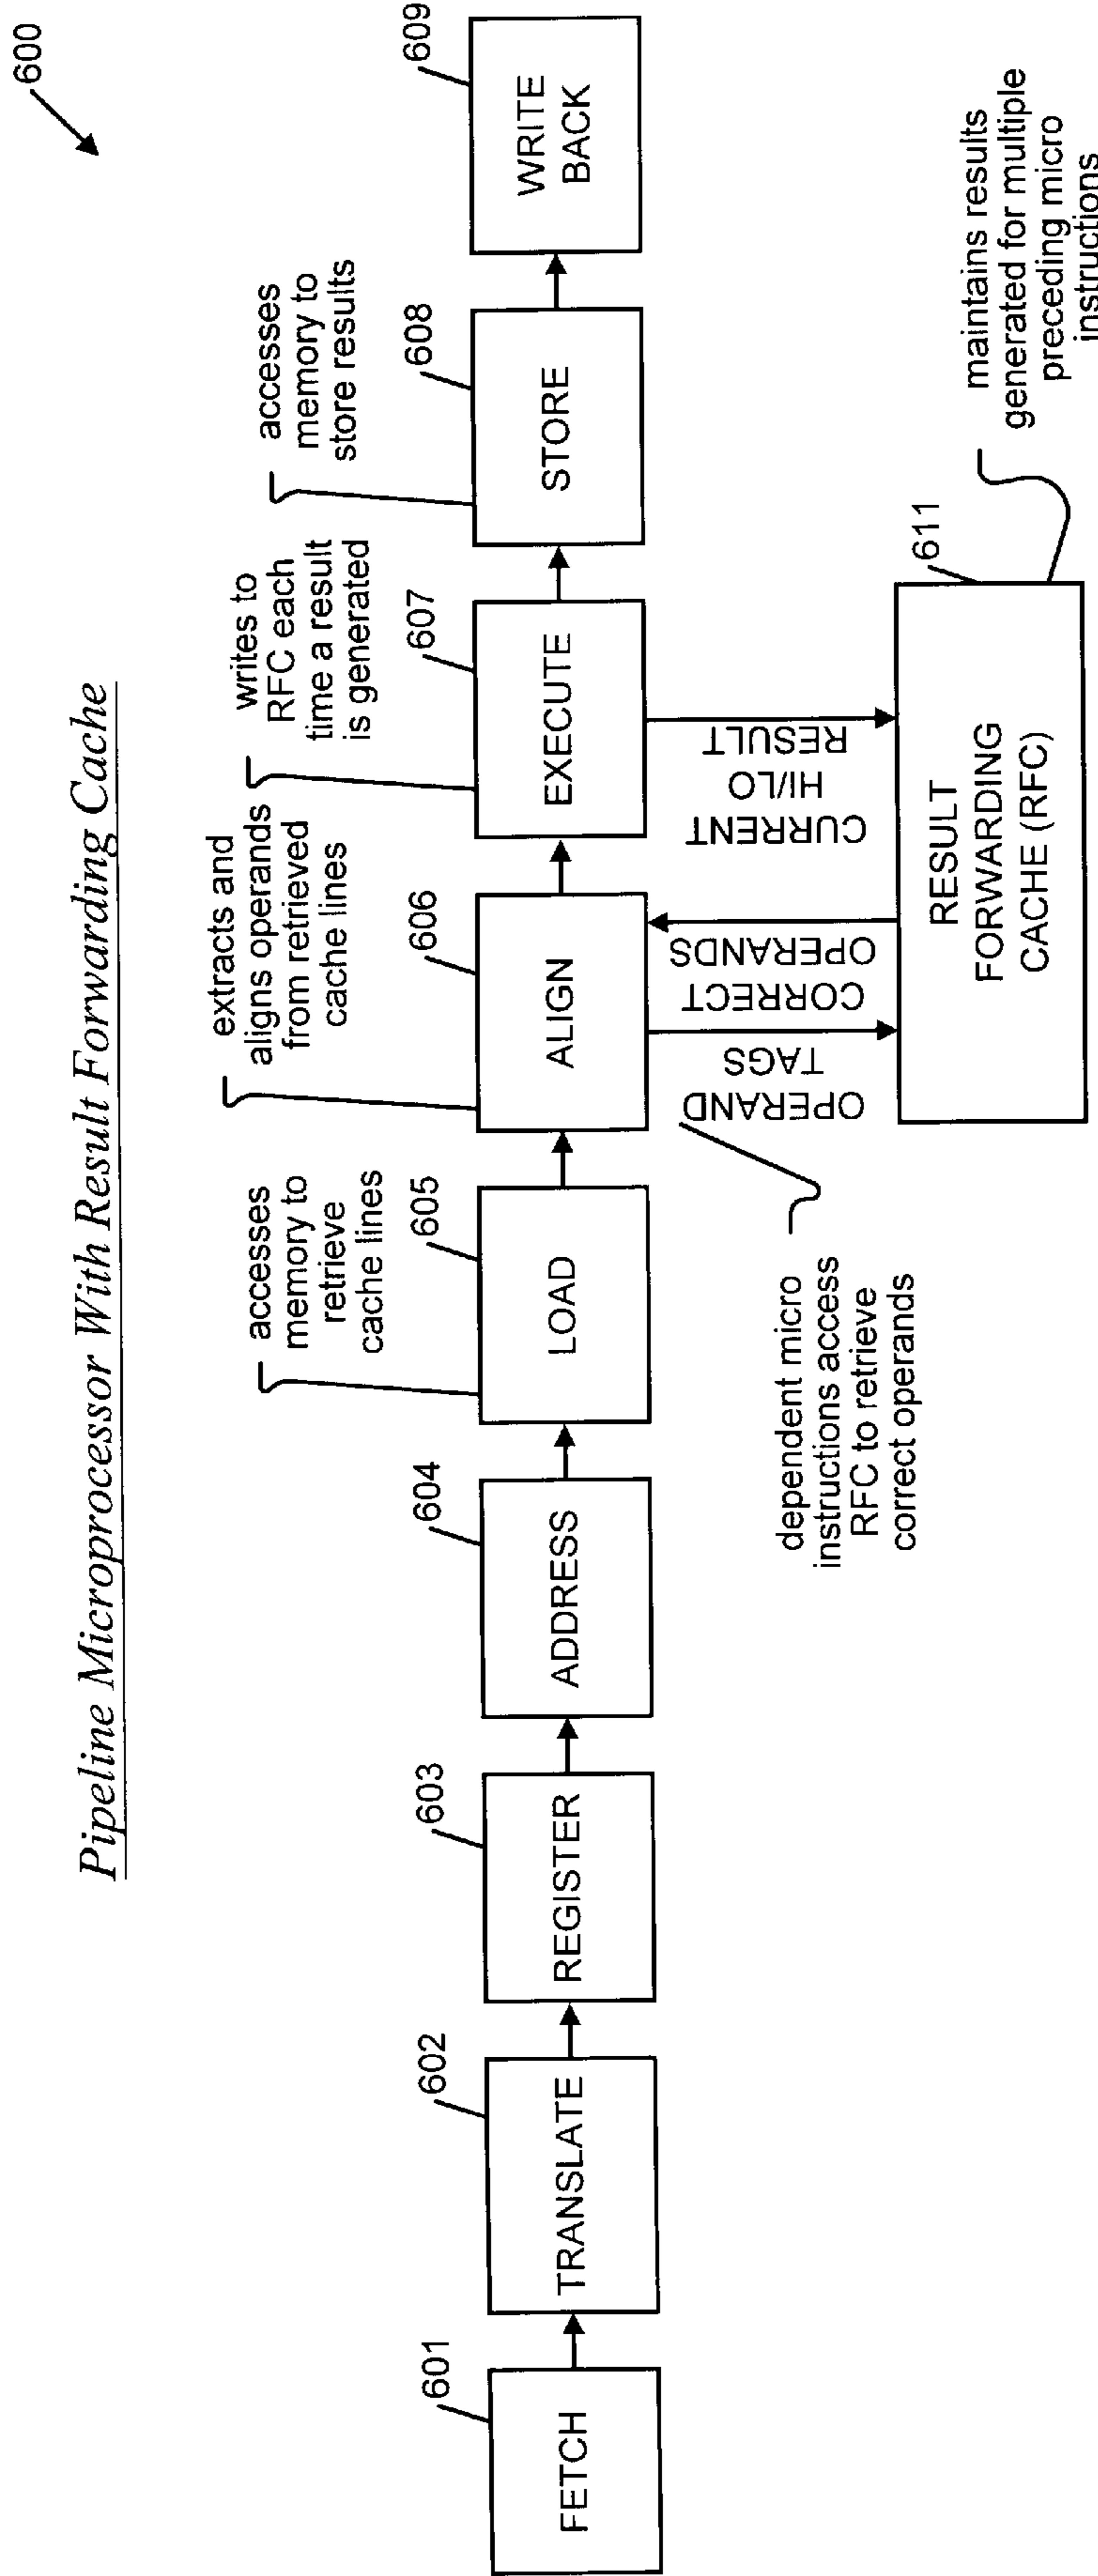 600
Pipeline Microprocessor With Result Forwarding Cache
accesses
memory to
retrieve
cache lines
extracts and
aligns operands
from retrieved
cache lines
writes to
RFC each
time a result
is generated
accesses
memory to
store results
601
602
603
604
605
606
607
608
609
FETCH
TRANSLATE
REGISTER
ADDRESS
LOAD
ALIGN
EXECUTE
STORE
WRITE
BACK
OPERAND
TAGS
CORRECT
OPERANDS
CURRENT
HI/LO
RESULT
dependent micro
instructions access
RFC to retrieve
correct operands
611
RESULT
FORWARDING
CACHE (RFC)
maintains results
generated for multiple
preceding micro
instructions